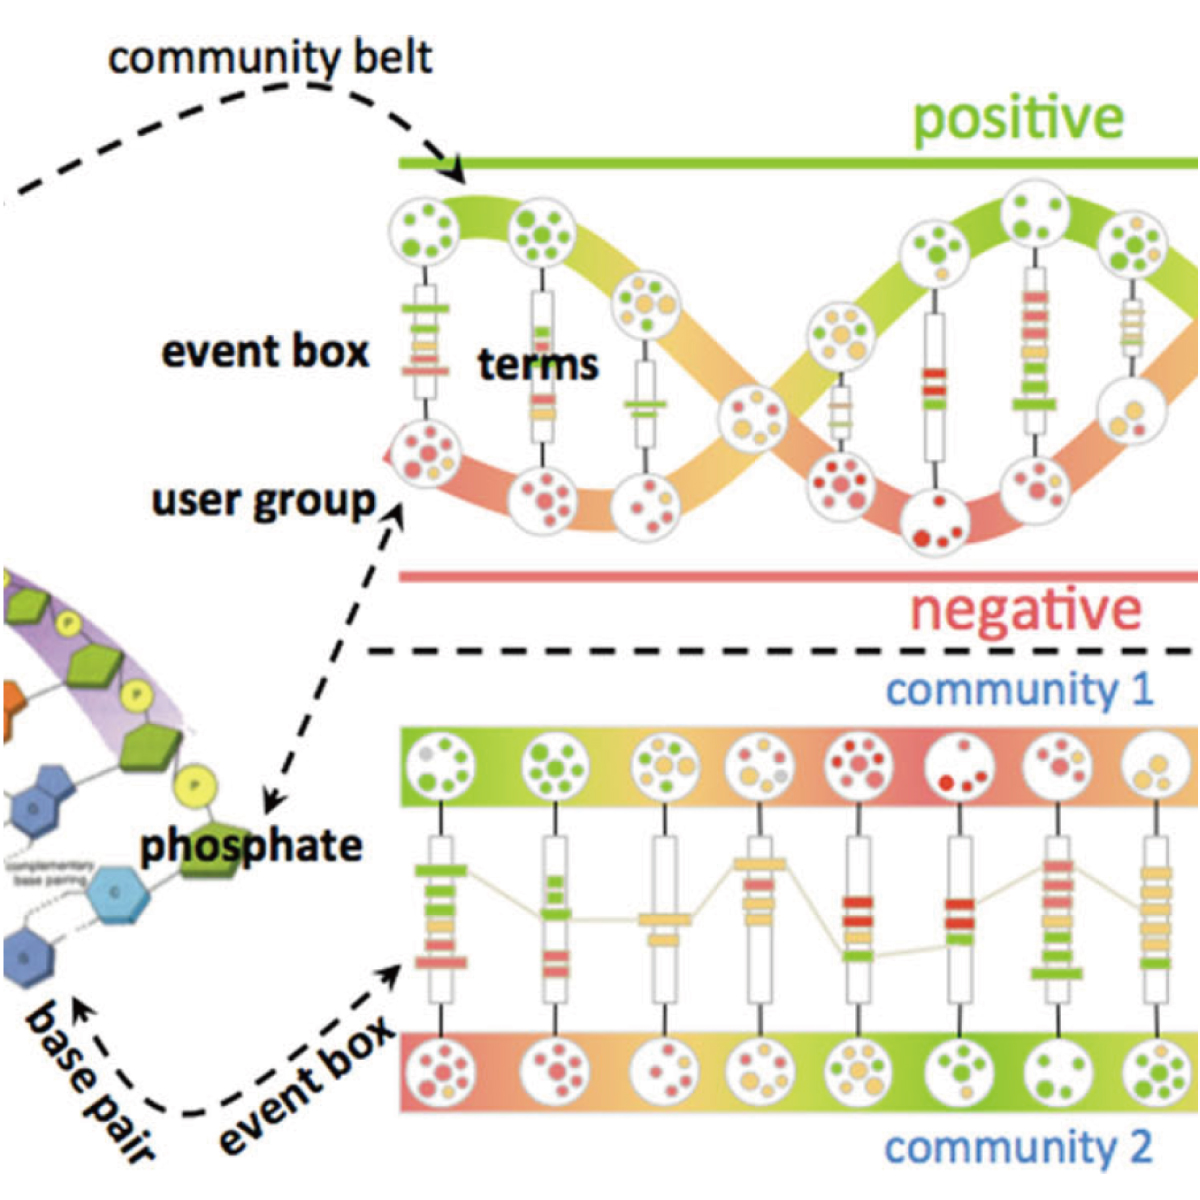 community belt
positive
event box
terms
user group
negative
community 1
P
P
P
phosphate
complementary
base pairing
G
C
G
base pair
event box
community 2